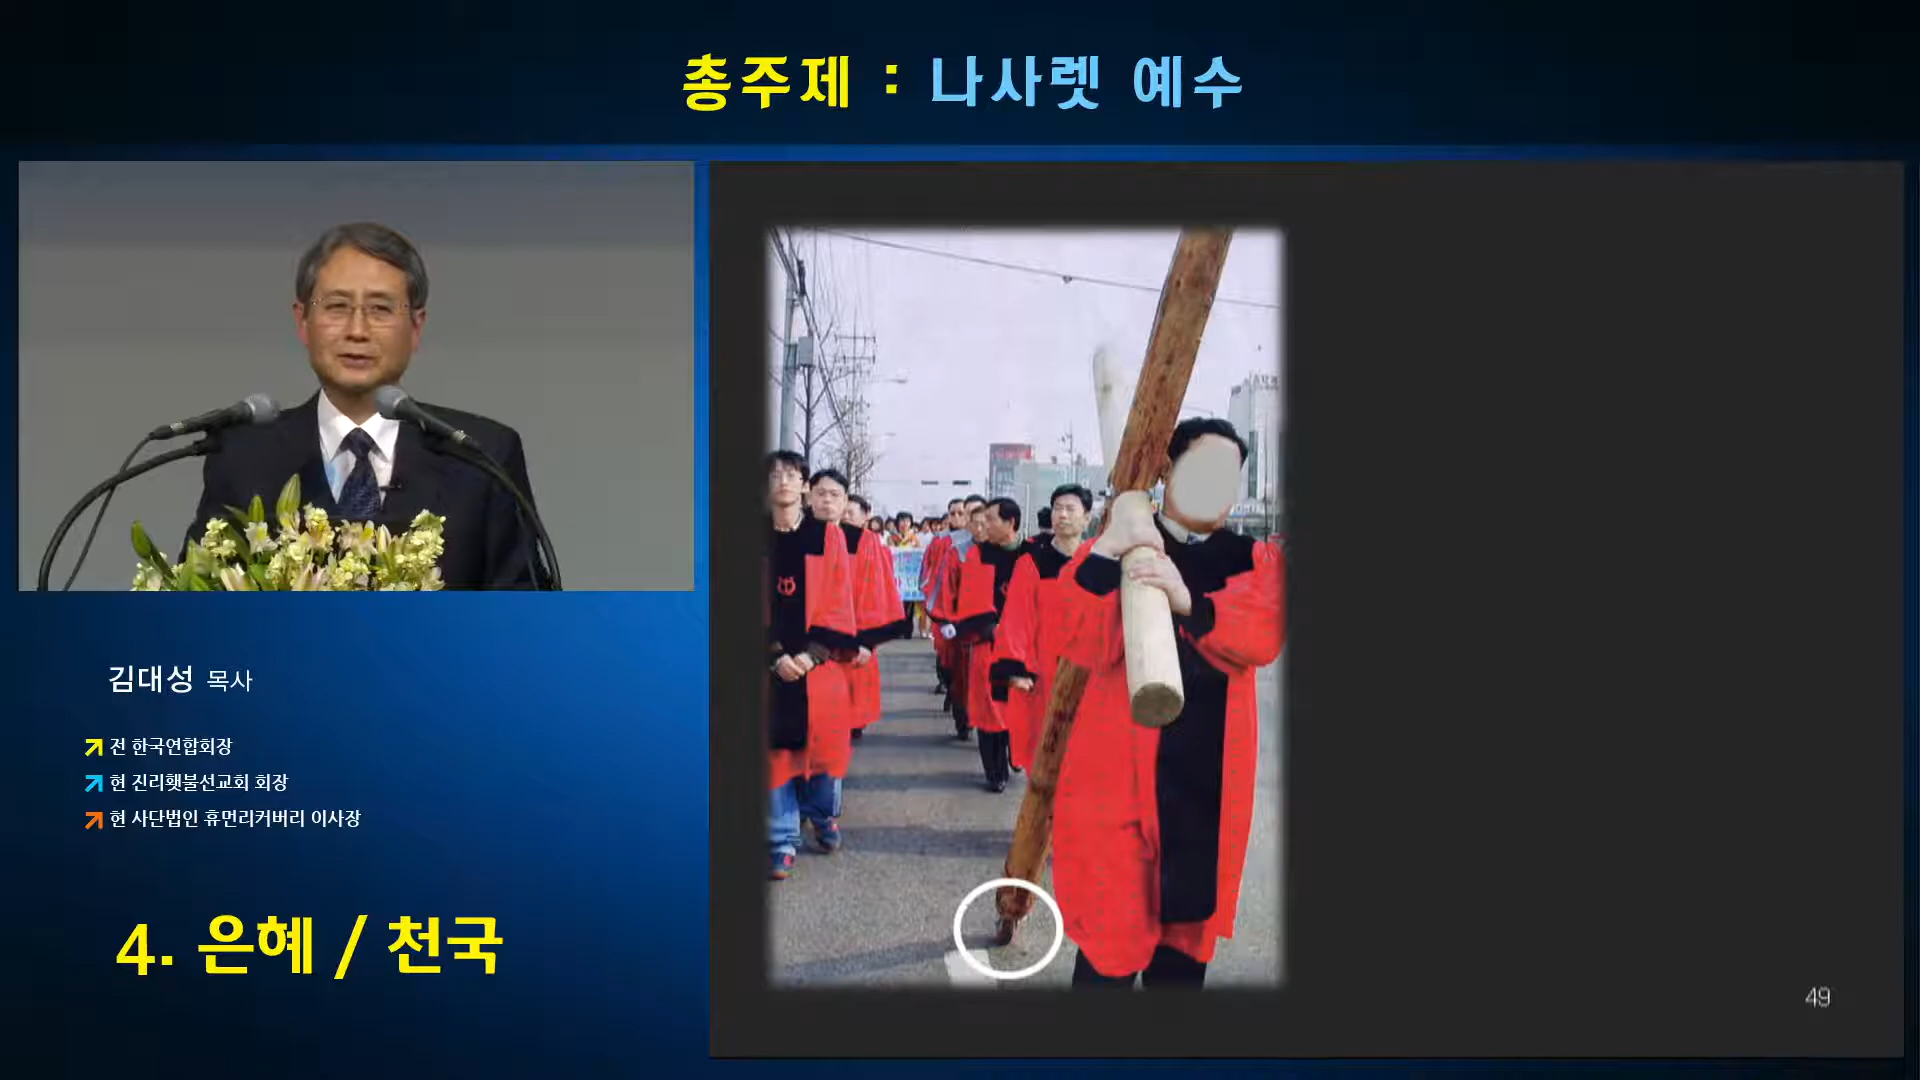 총주제 : 나사렛 예수
김대성 목사
전 한국연합회장
현 진리횃불선교회 회장
현 사단법인 휴먼리커버리 이사장
4. 은혜 / 천국
49